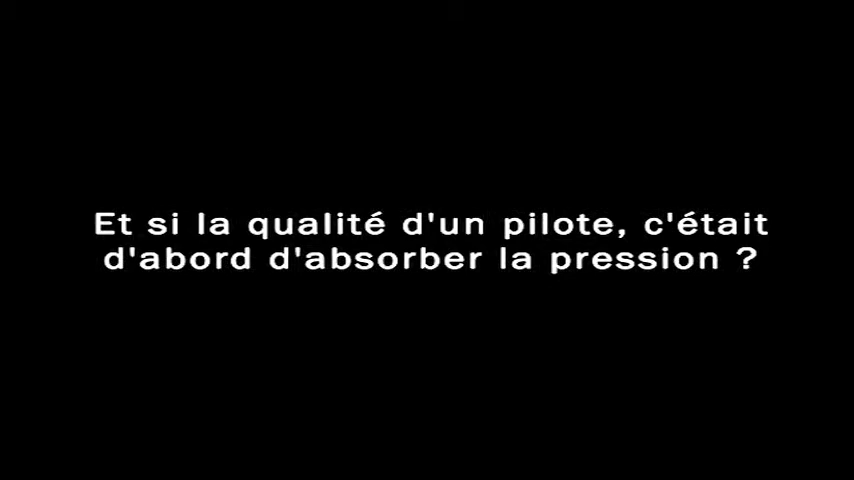 Et si la qualité d'un pilote, c'était
d'abord d'absorber la pression ?